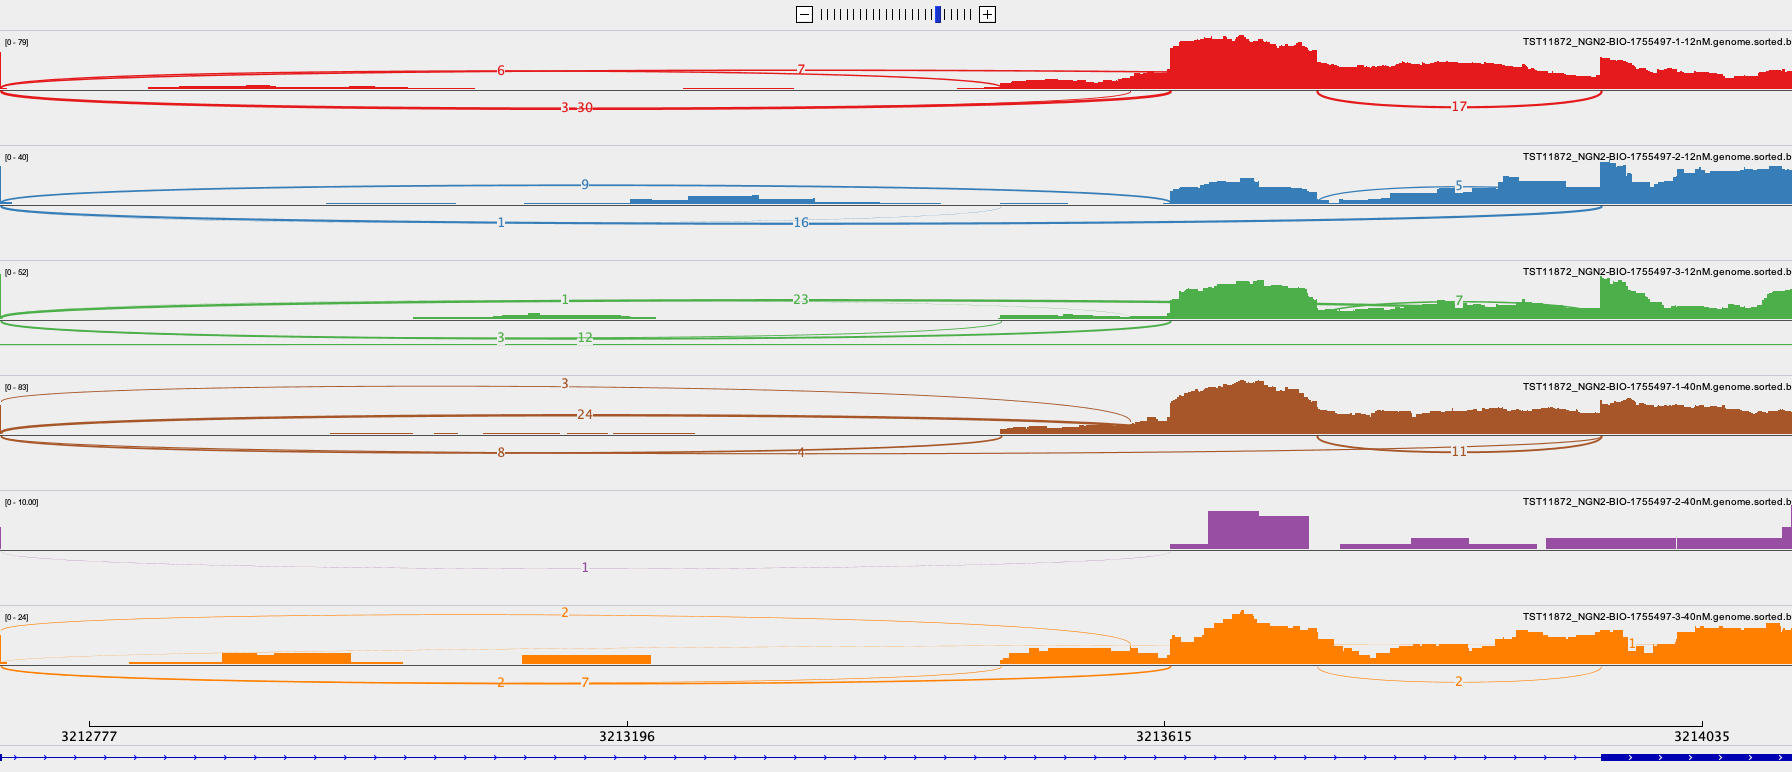 [0 - 79] TST11872_NGN2-BIO-1755497-1-12nM.genome.sorted.b
6 7
3 30 17
[0 - 40] TST11872_NGN2-BIO-1755497-2-12nM.genome.sorted.b
9 5
1 16
[0 - 52] TST11872_NGN2-BIO-1755497-3-12nM.genome.sorted.b
1 23 7
3 12
[0 - 83] TST11872_NGN2-BIO-1755497-1-40nM.genome.sorted.b
3
24
8 4 11
[0 - 10.00] TST11872_NGN2-BIO-1755497-2-40nM.genome.sorted.b
1
[0 - 24] TST11872_NGN2-BIO-1755497-3-40nM.genome.sorted.b
2
1
2 7 2
3212777 3213196 3213615 3214035